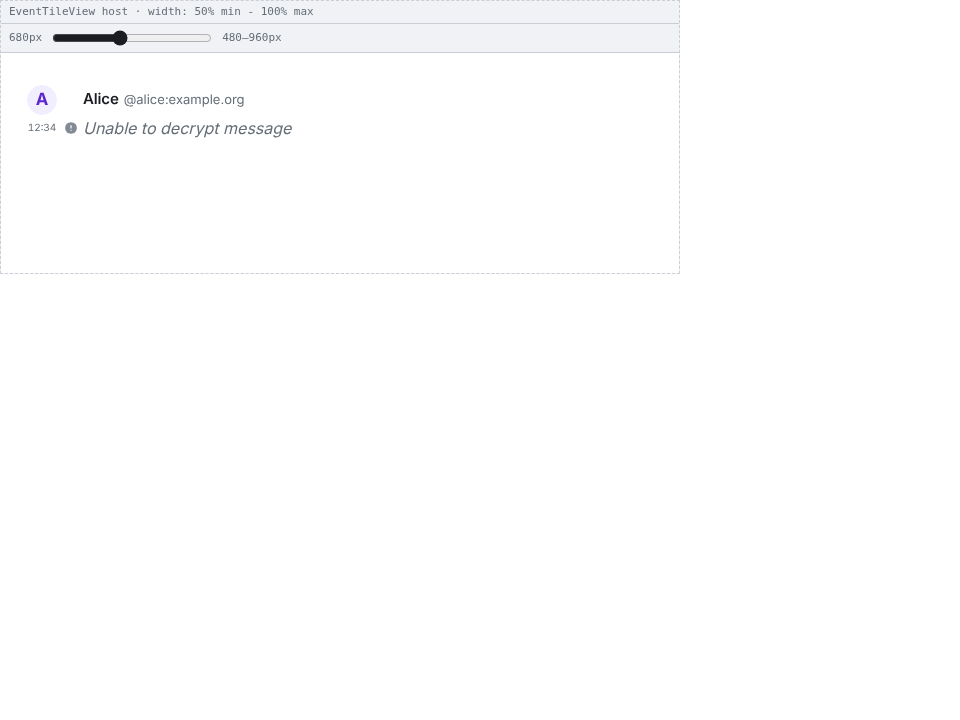 EventTileView host · width: 50% min - 100% max
680px 480–960px
A Alice @alice:example.org
12:34 Unable to decrypt message